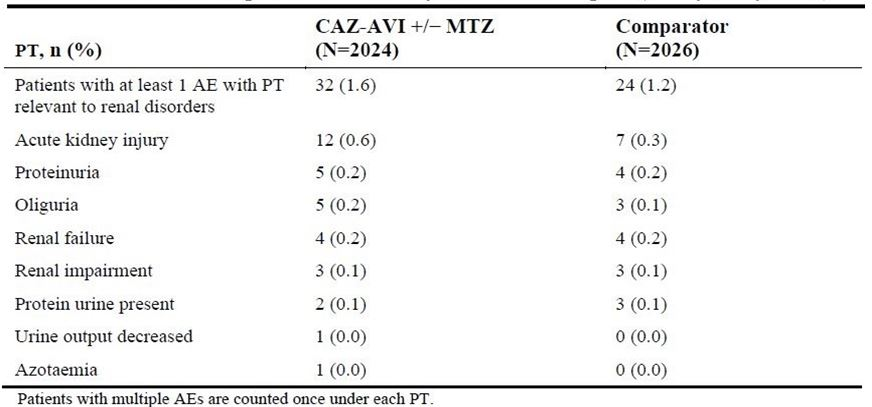 CAZ-AVI +/− MTZ Comparator
PT, n (%) (N=2024) (N=2026)
Patients with at least 1 AE with PT 32 (1.6) 24 (1.2)
relevant to renal disorders
Acute kidney injury 12 (0.6) 7 (0.3)
Proteinuria 5 (0.2) 4 (0.2)
Oliguria 5 (0.2) 3 (0.1)
Renal failure 4 (0.2) 4 (0.2)
Renal impairment 3 (0.1) 3 (0.1)
Protein urine present 2 (0.1) 3 (0.1)
Urine output decreased 1 (0.0) 0 (0.0)
Azotaemia 1 (0.0) 0 (0.0)
Patients with multiple AEs are counted once under each PT.